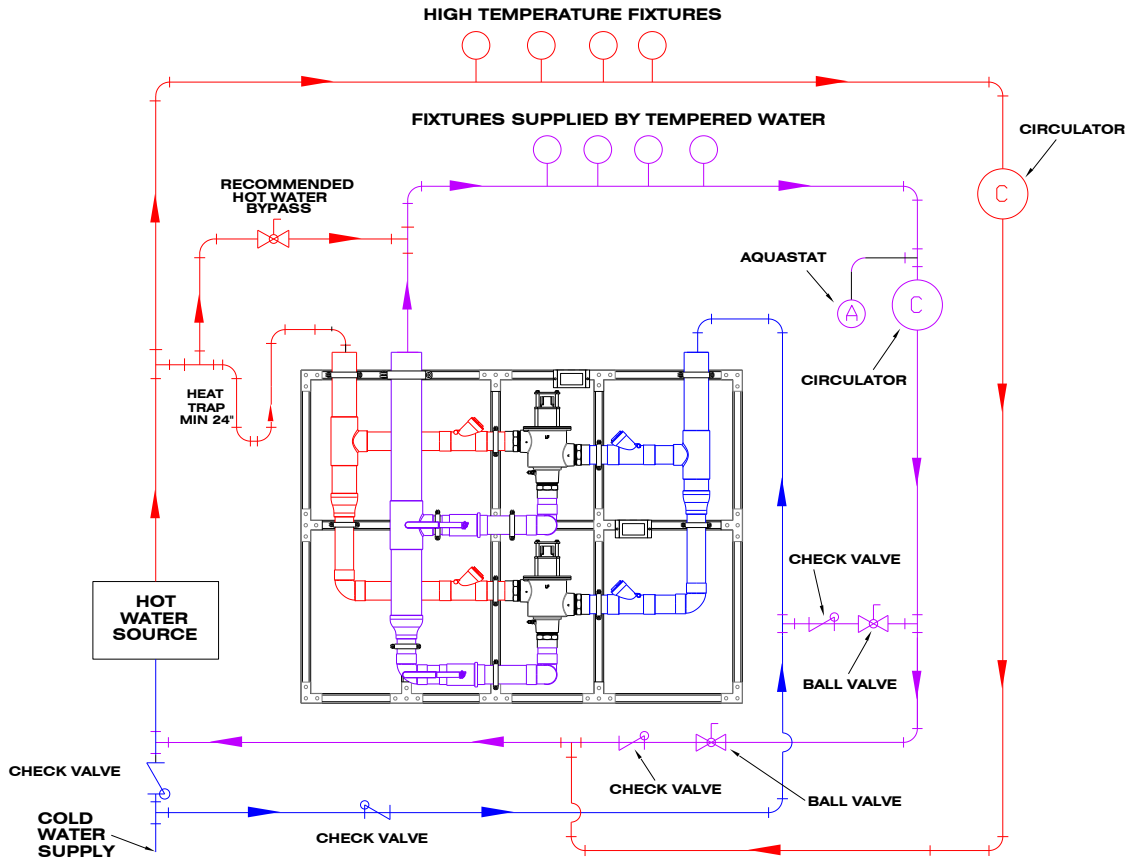 HIGH TEMPERATURE FIXTURES
FIXTURES SUPPLIED BY TEMPERED WATER
CIRCULATOR
C
RECOMMENDED
HOT WATER
BYPASS
AQUASTAT
A
C
CIRCULATOR
HEAT
TRAP
MIN 24"
HOT
WATER
SOURCE
CHECK VALVE
BALL VALVE
CHECK VALVE
CHECK VALVE
BALL VALVE
COLD
WATER
SUPPLY
CHECK VALVE